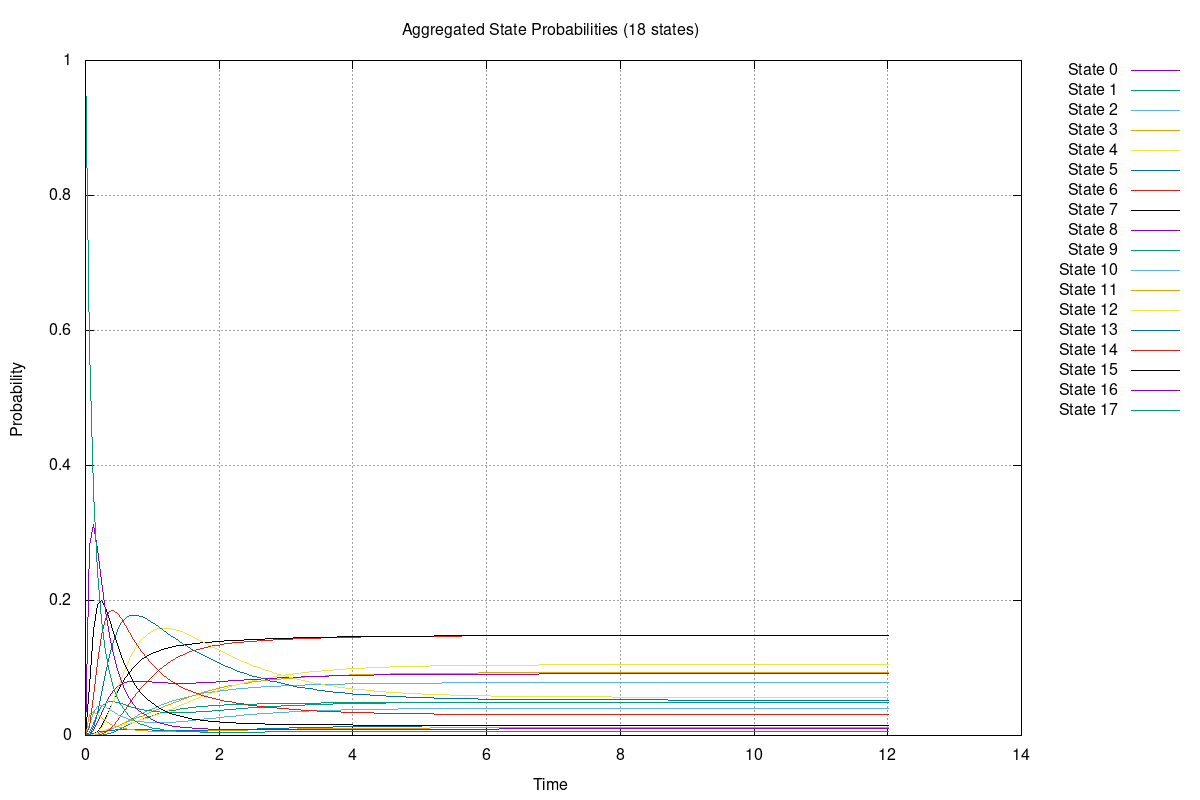 Aggregated State Probabilities (18 states)
1
0.8
0.6
0.4
0.2
0
0 2 4 6 8 10 12 14
Probability
Time
State 0
State 1
State 2
State 3
State 4
State 5
State 6
State 7
State 8
State 9
State 10
State 11
State 12
State 13
State 14
State 15
State 16
State 17